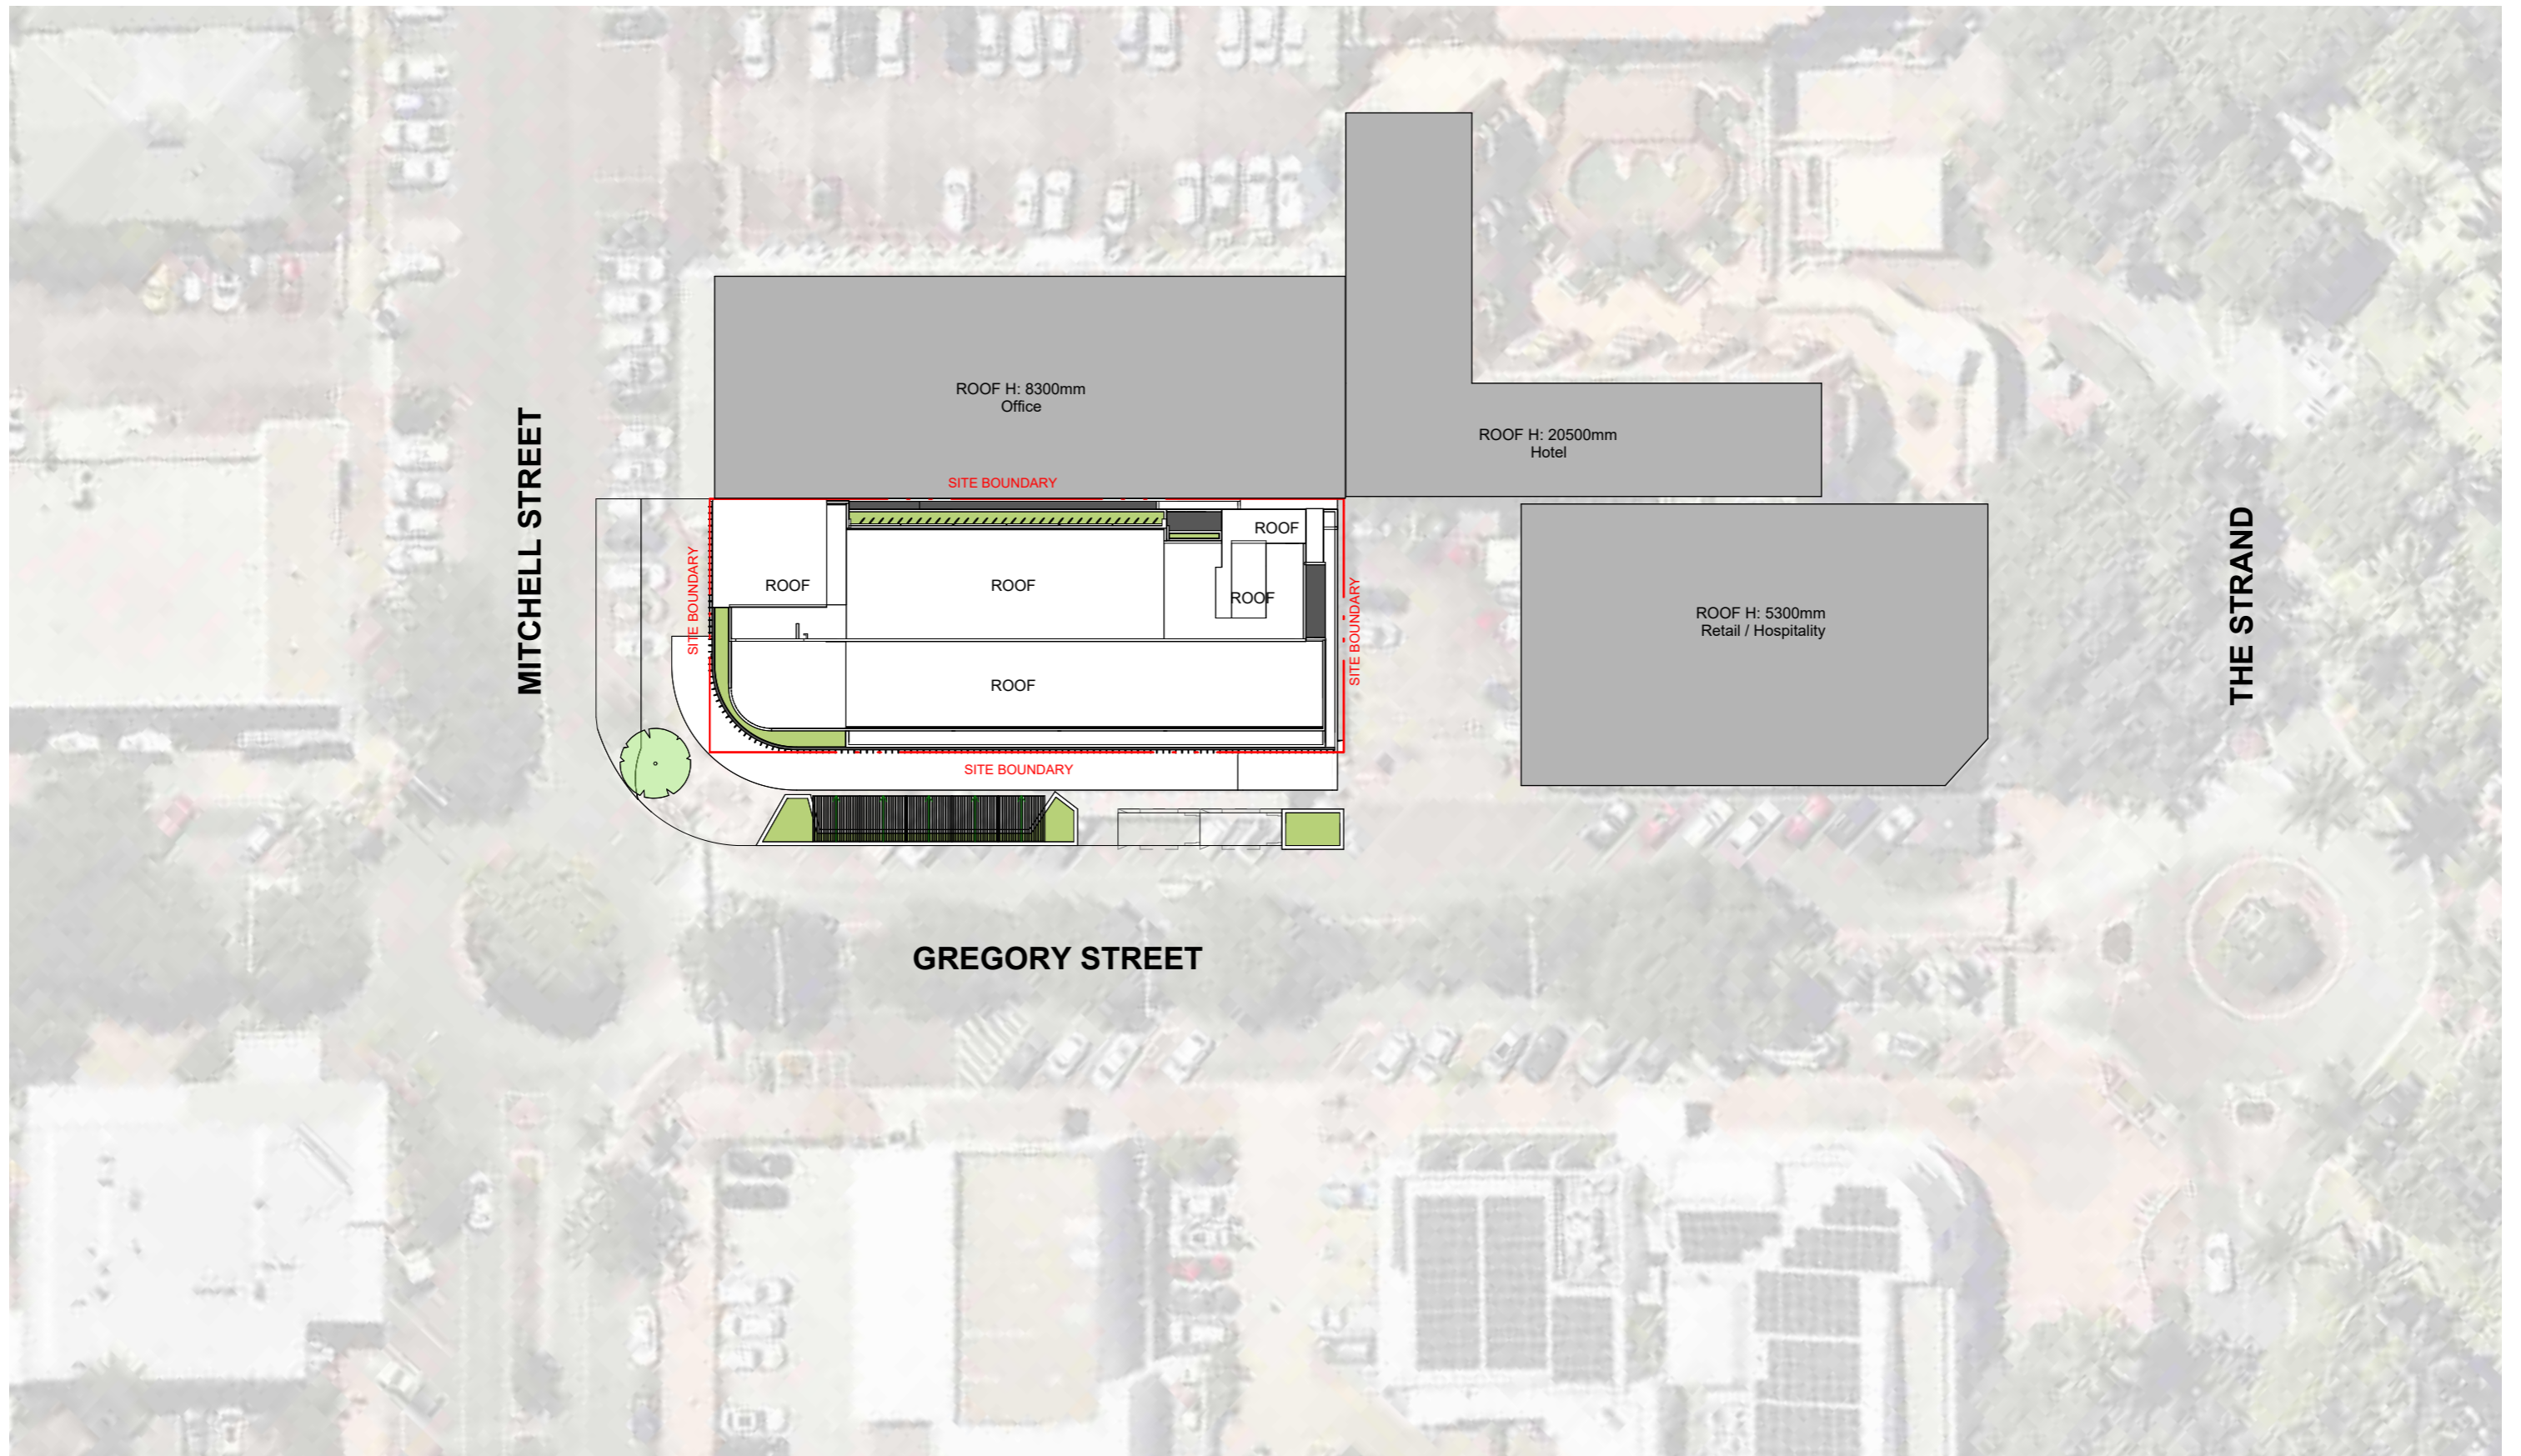 ROOF H: 8300mm
Office
ROOF H: 20500mm
Hotel
SITE BOUNDARY
MITCHELL STREET
SITE BOUNDARY
ROOF
ROOF
ROOF
ROOF
SITE BOUNDARY
ROOF H: 5300mm
Retail / Hospitality
THE STRAND
ROOF
SITE BOUNDARY
GREGORY STREET